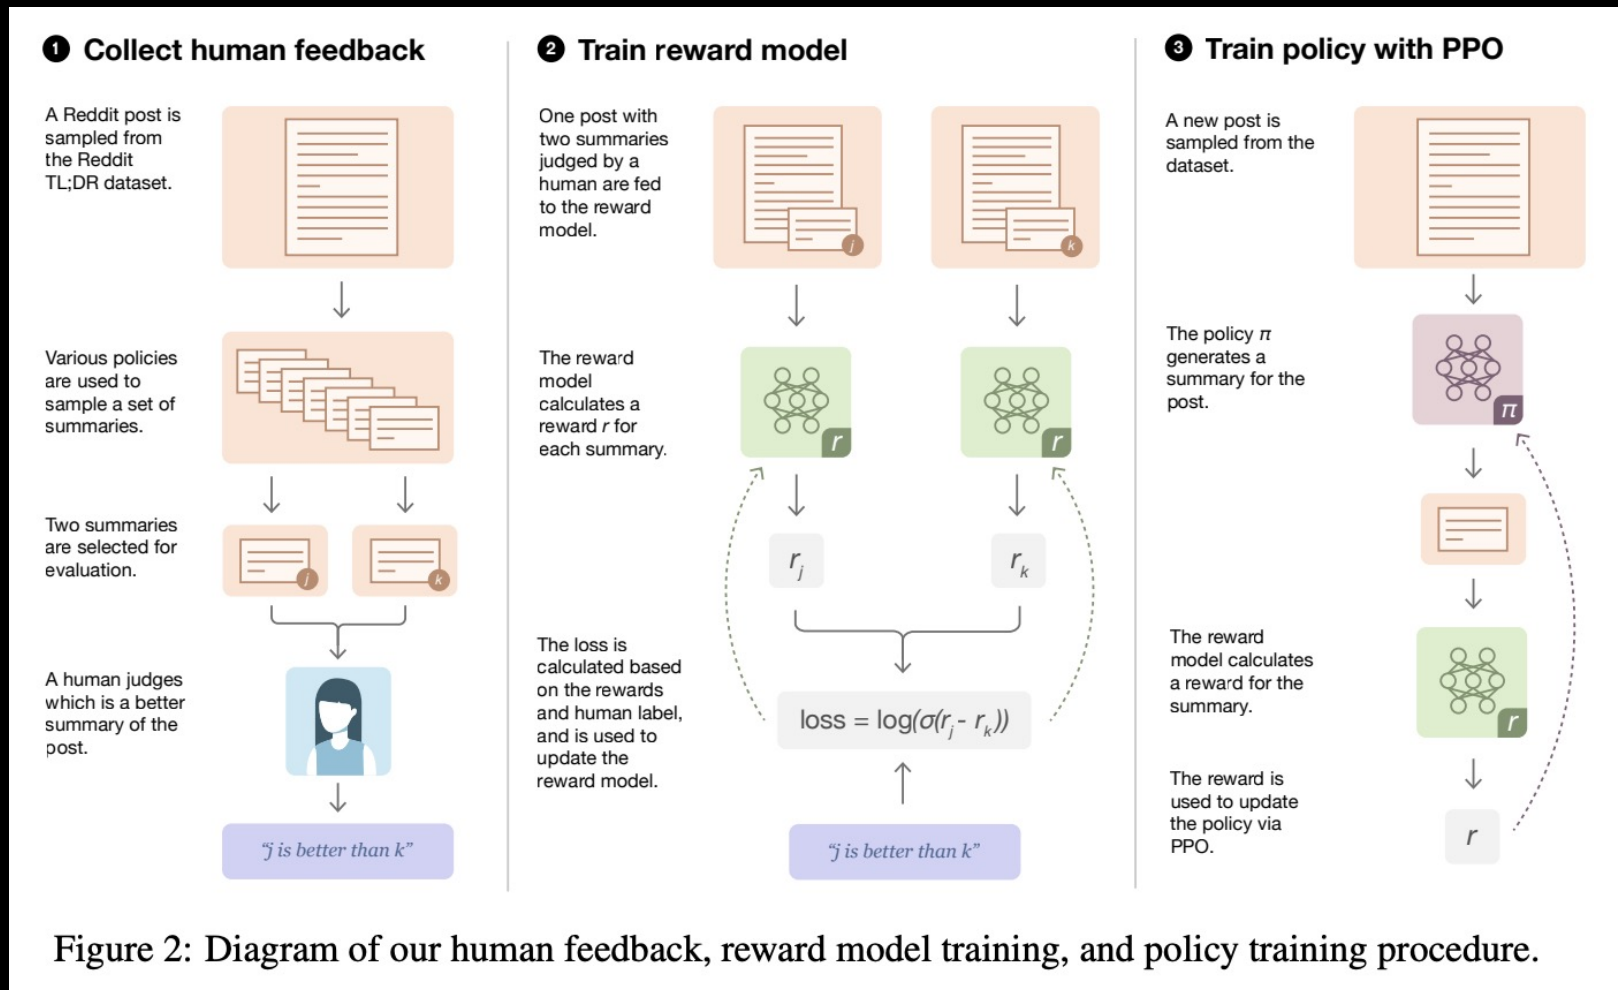 1 Collect human feedback
A Reddit post is
sampled from
the Reddit
TL;DR dataset.
Various policies
are used to
sample a set of
summaries.
Two summaries
are selected for
evaluation.
j
k
A human judges
which is a better
summary of the
post.
"j is better than k"
2 Train reward model
One post with
two summaries
judged by a
human are fed
to the reward
model.
j
k
The reward
model
calculates a
reward r for
each summary.
r
r
r_j
r_k
The loss is
calculated based
on the rewards
and human label,
and is used to
update the
reward model.
loss = log(σ(r_j - r_k))
"j is better than k"
3 Train policy with PPO
A new post is
sampled from the
dataset.
The policy π
generates a
summary for the
post.
π
The reward
model calculates
a reward for the
summary.
r
The reward is
used to update
the policy via
PPO.
r
Figure 2: Diagram of our human feedback, reward model training, and policy training procedure.